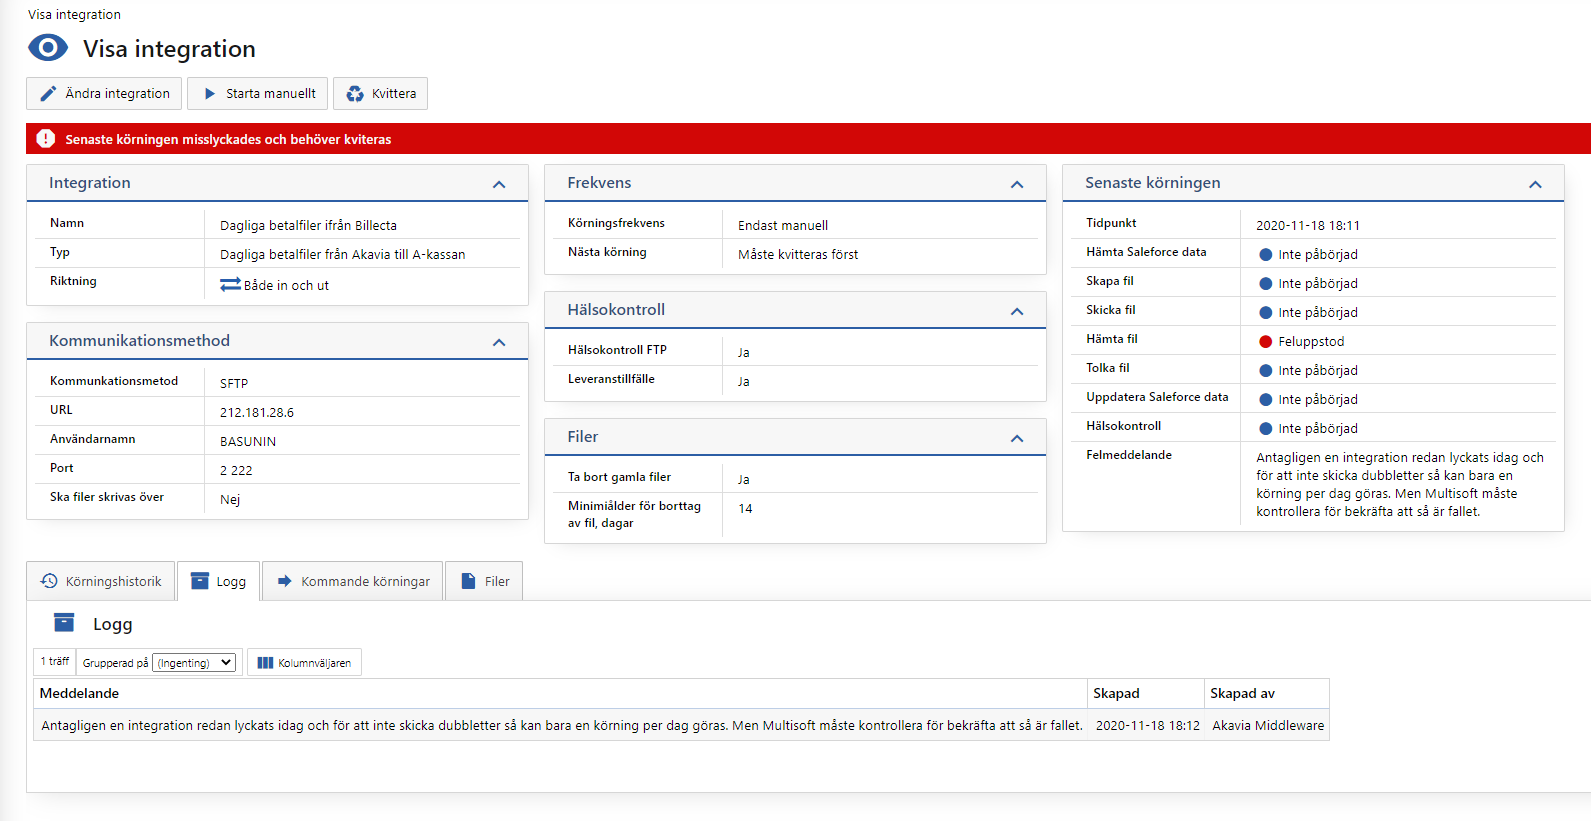 Visa integration
Visa integration
Ändra integration
Starta manuellt
Kvittera
Senaste körningen misslyckades och behöver kviteras
Integration
Namn
Dagliga betalfiler ifrån Billecta
Typ
Dagliga betalfiler från Akavia till A-kassan
Riktning
Både in och ut
Kommunikationsmethod
Kommunkationsmetod
SFTP
URL
212.181.28.6
Användarnamn
BASUNIN
Port
2 222
Ska filer skrivas över
Nej
Frekvens
Körningsfrekvens
Endast manuell
Nästa körning
Måste kvitteras först
Hälsokontroll
Hälsokontroll FTP
Ja
Leveranstillfälle
Ja
Filer
Ta bort gamla filer
Ja
Minimiålder för borttag
av fil, dagar
14
Senaste körningen
Tidpunkt
2020-11-18 18:11
Hämta Saleforce data
Inte påbörjad
Skapa fil
Inte påbörjad
Skicka fil
Inte påbörjad
Hämta fil
Feluppstod
Tolka fil
Inte påbörjad
Uppdatera Saleforce data
Inte påbörjad
Hälsokontroll
Inte påbörjad
Felmeddelande
Antagligen en integration redan lyckats idag och
för att inte skicka dubbletter så kan bara en
körning per dag göras. Men Multisoft måste
kontrollera för bekräfta att så är fallet.
Körningshistorik
Logg
Kommande körningar
Filer
Logg
1 träff
Grupperad på
(Ingenting)
Kolumnväljaren
Meddelande
Skapad
Skapad av
Antagligen en integration redan lyckats idag och för att inte skicka dubbletter så kan bara en körning per dag göras. Men Multisoft måste kontrollera för bekräfta att så är fallet.
2020-11-18 18:12
Akavia Middleware